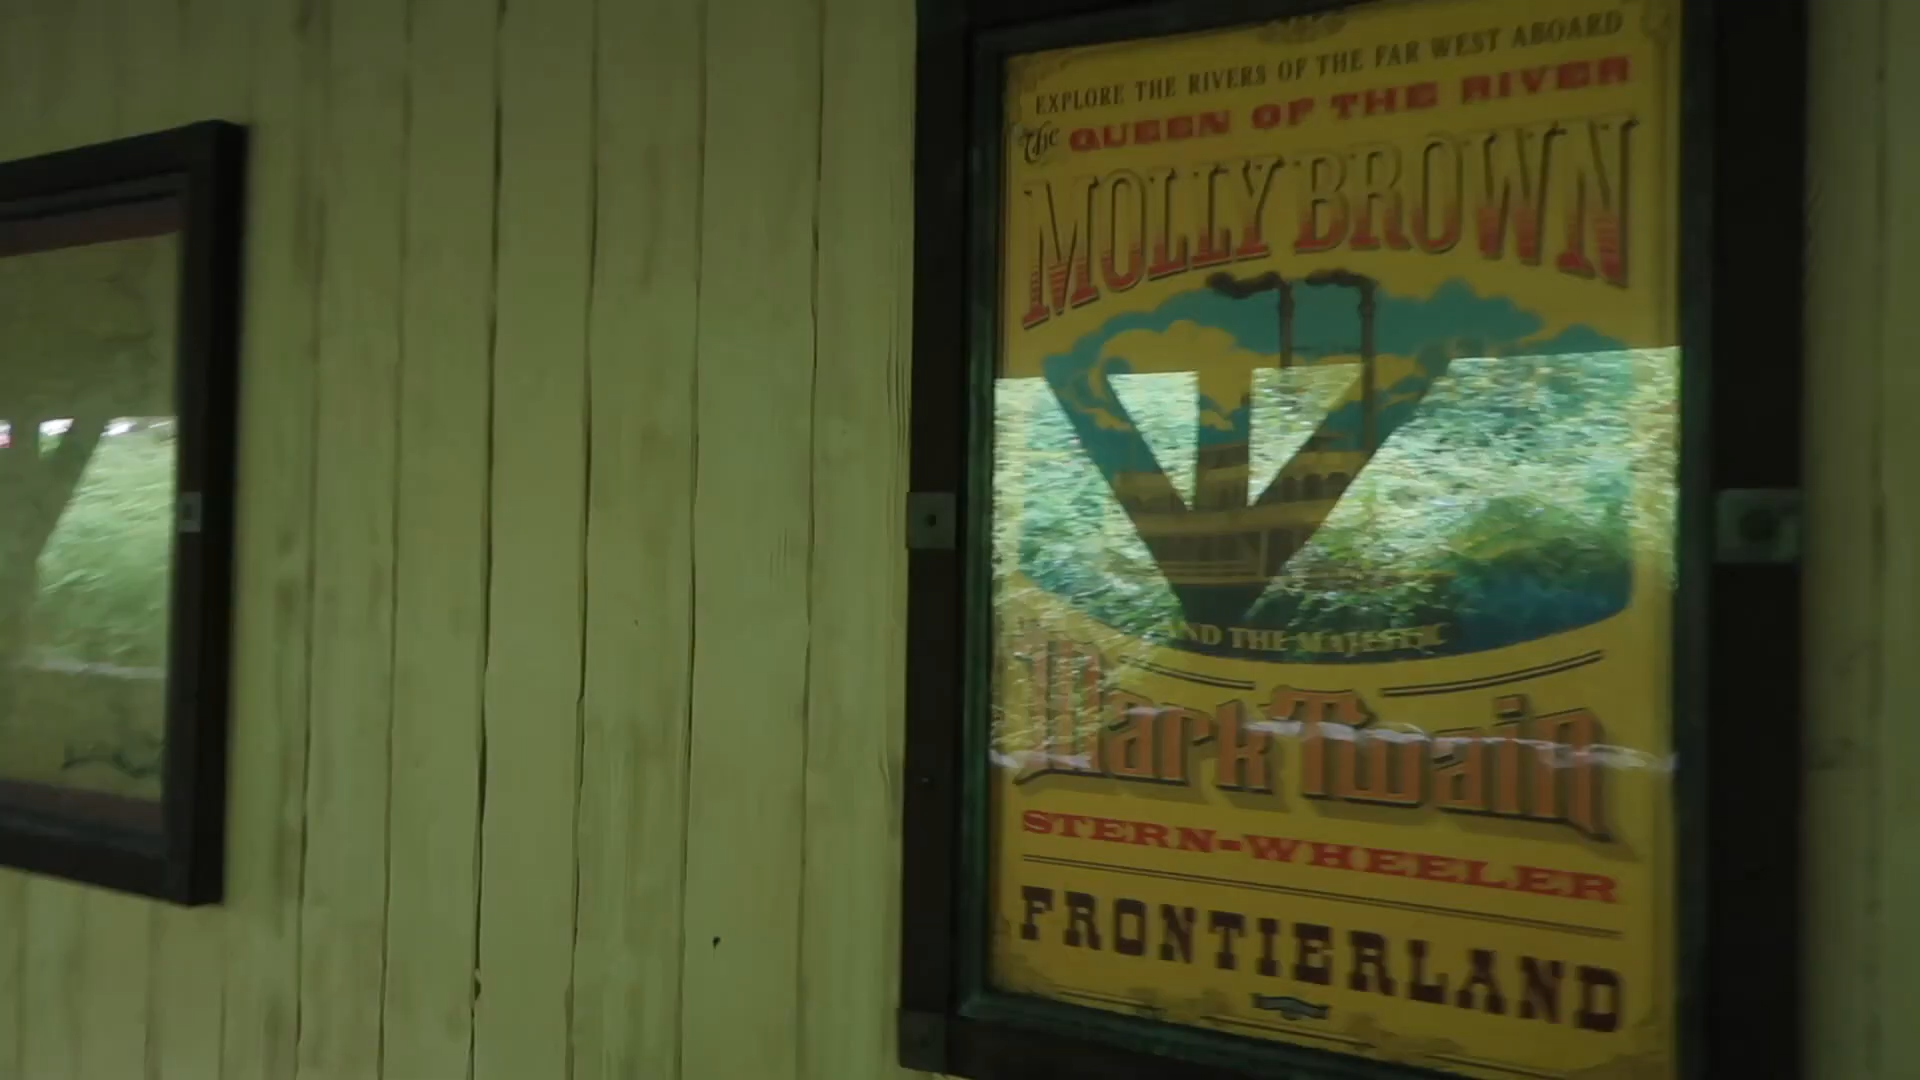 EXPLORE THE RIVERS OF THE FAR WEST ABOARD
The QUEEN OF THE RIVER
MOLLY BROWN
AND THE MAJESTIC
Mark Twain
STERN-WHEELER
FRONTIERLAND